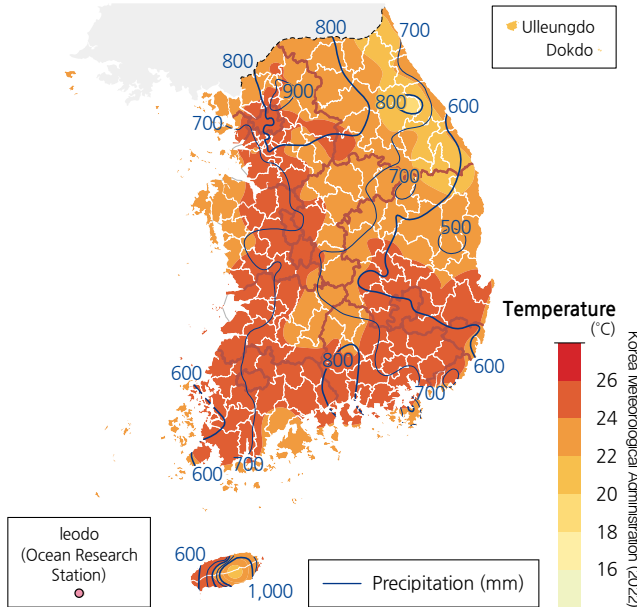 800
700
Ulleungdo
Dokdo
800
900
800
600
700
700
500
Temperature
(°C)
26
24
22
20
18
16
800
600
700
600
600
700
600
1,000
Ieodo
(Ocean Research
Station)
Precipitation (mm)
Korea Meteorological Administration (2022)